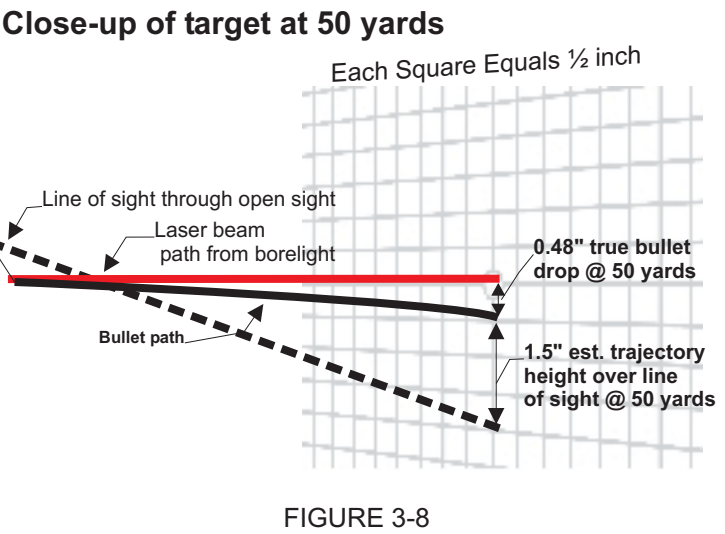 Close-up of target at 50 yards
Each Square Equals ½ inch
Line of sight through open sight
Laser beam
path from borelight
0.48" true bullet
drop @ 50 yards
Bullet path
1.5" est. trajectory
height over line
of sight @ 50 yards
FIGURE 3-8